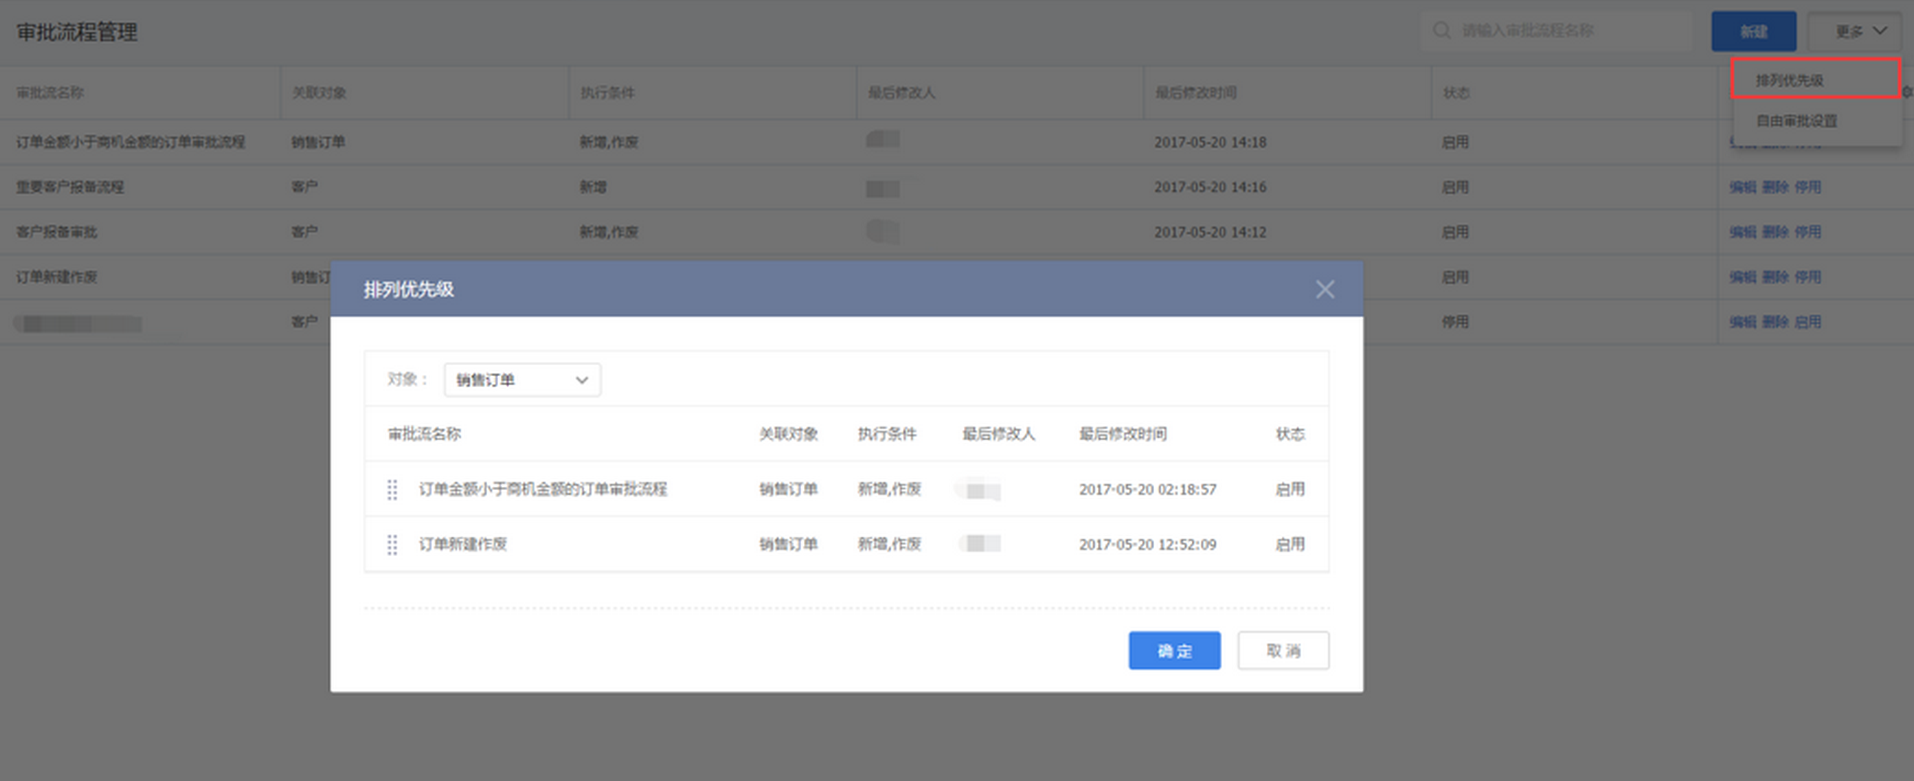 审批流程管理
请输入审批流程名称
新建
更多
审批流名称 关联对象 执行条件 最后修改人 最后修改时间 状态
排列优先级
自由审批设置
订单金额小于商机金额的订单审批流程 销售订单 新增,作废 2017-05-20 14:18 启用
重要客户报备流程 客户 新增 2017-05-20 14:16 启用 编辑 删除 停用
客户报备审批 客户 新增,作废 2017-05-20 14:12 启用 编辑 删除 停用
订单新建作废 销售订 启用 编辑 删除 停用
客户 停用 编辑 删除 启用
排列优先级
对象： 销售订单
审批流名称 关联对象 执行条件 最后修改人 最后修改时间 状态
订单金额小于商机金额的订单审批流程 销售订单 新增,作废 2017-05-20 02:18:57 启用
订单新建作废 销售订单 新增,作废 2017-05-20 12:52:09 启用
确定 取消